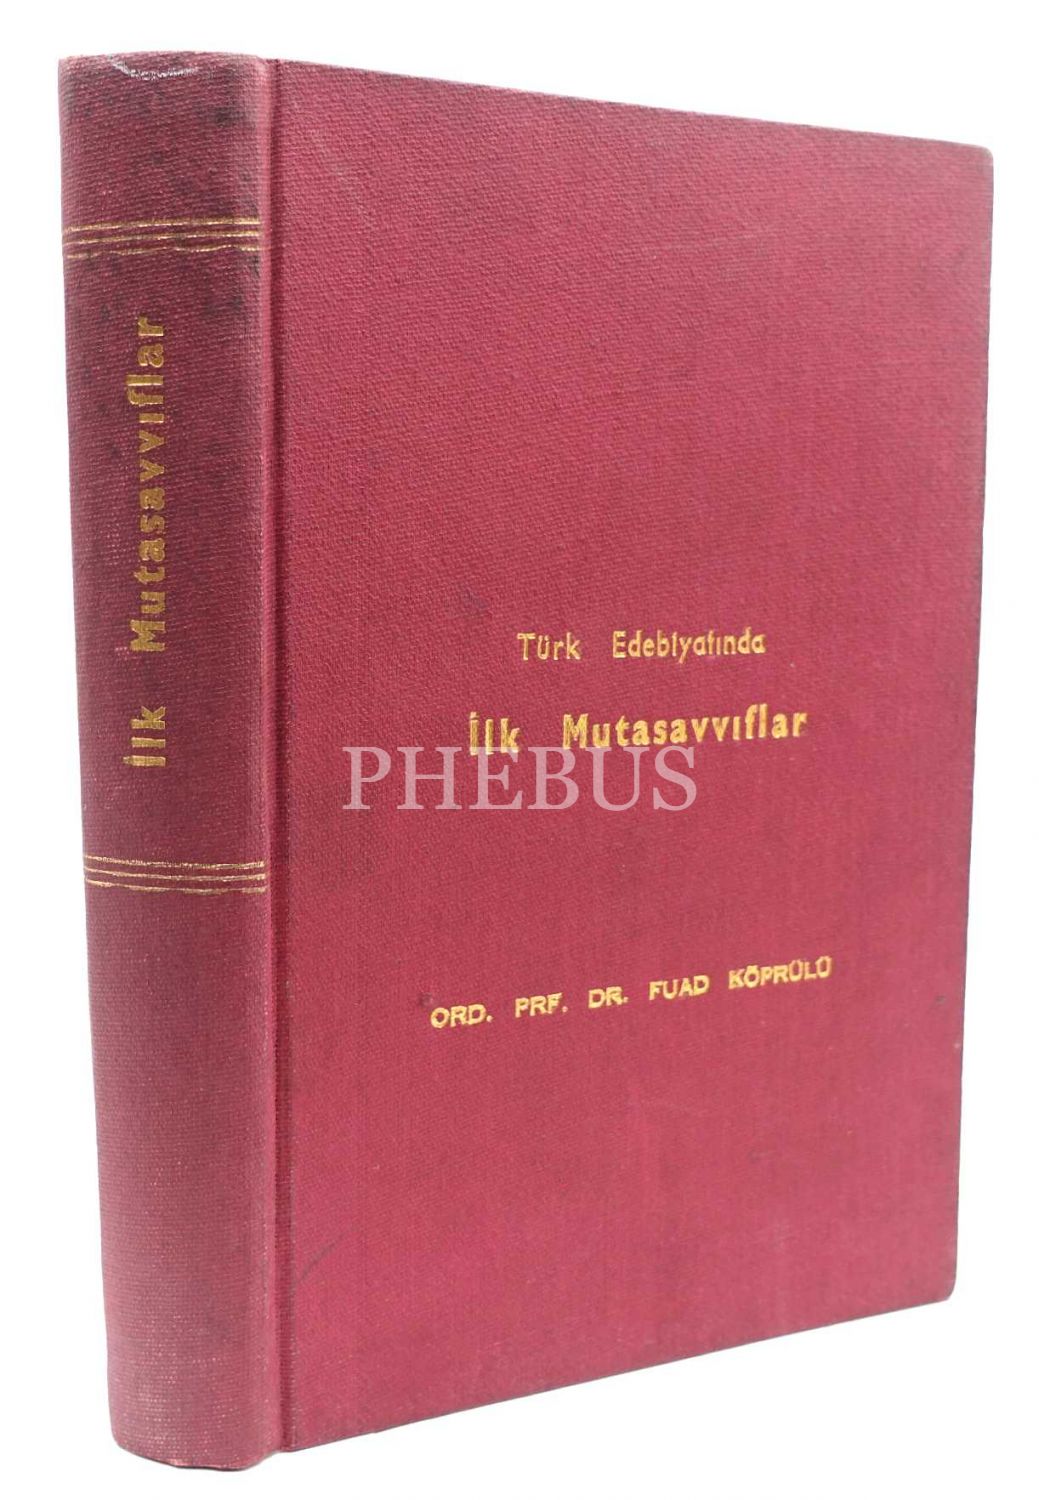 İlk Mutasavvıflar
Türk Edebiyatında
İlk Mutasavvıflar
PHEBUS
ORD. PRF. DR. FUAD KÖPRÜLÜ